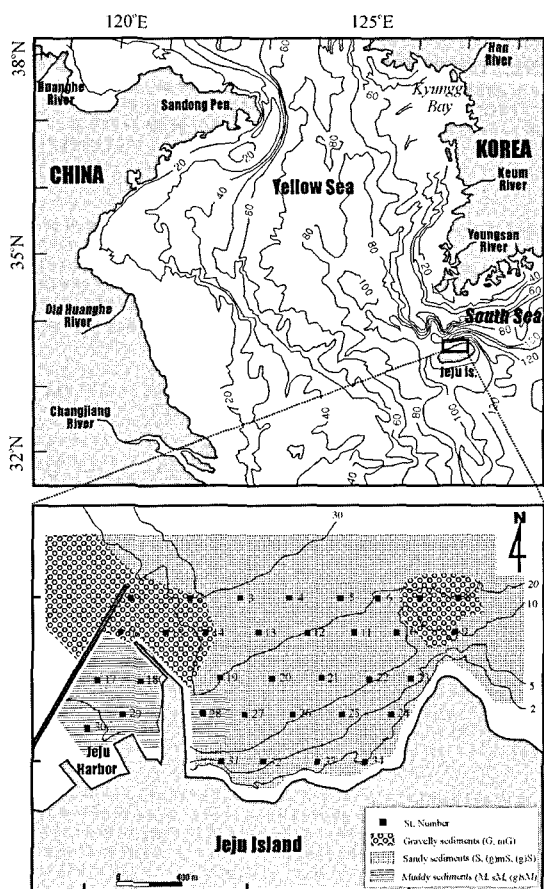 120°E 125°E
38°N
35°N
32°N
Huanghe River
Sandong Pen.
Han River
Kyungg Bay
CHINA
KOREA
Yellow Sea
Keum River
Youngsan River
Old Huanghe River
South Sea
Jeju Is.
Changjiang River
20
40
60
80
100
120
N
30
20
10
5
2
3 4 5 6
14 13 12 11
17 18 19 20 21 22
29 28 27 26 25 24
30
Jeju Harbor
Jeju Island
0 400 m
St. Number
Gravelly sediments (G, mG)
Sandy sediments (S, (g)mS, (g)S)
Muddy sediments (M, sM, (g)sM)